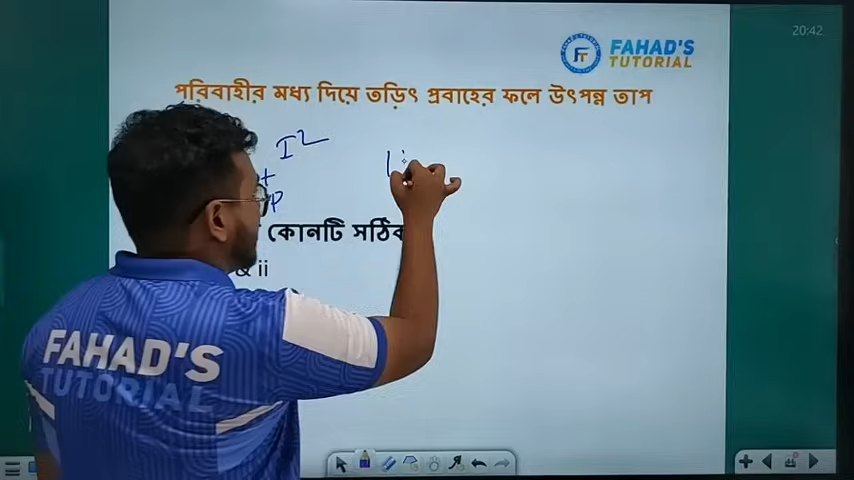 20:42
FAHAD'S
TUTORIAL
পরিবাহীর মধ্য দিয়ে তড়িৎ প্রবাহের ফলে উৎপন্ন তাপ
I²
t
P
কোনটি সঠিক
& ii
FAHAD'S
TUTORIAL